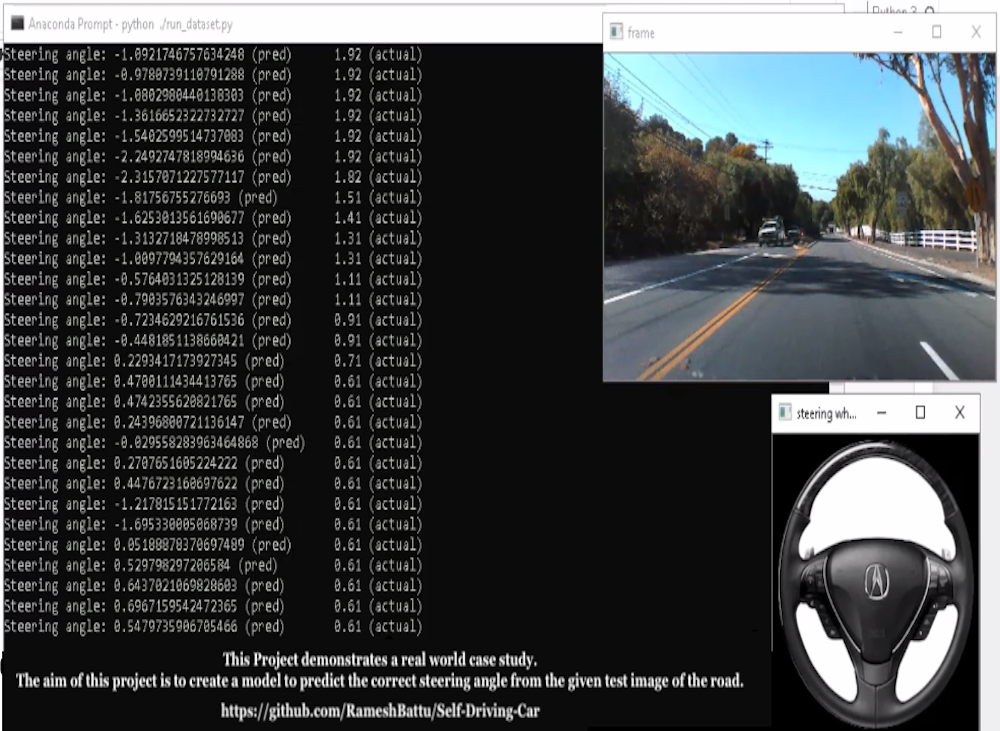 Anaconda Prompt - python ./run_dataset.py
Python 3
frame
Steering angle: -1.0921746757634248 (pred) 1.92 (actual)
Steering angle: -0.9780739110791288 (pred) 1.92 (actual)
Steering angle: -1.0802980440138303 (pred) 1.92 (actual)
Steering angle: -1.3616652322732727 (pred) 1.92 (actual)
Steering angle: -1.5402599514737083 (pred) 1.92 (actual)
Steering angle: -2.2492747818994636 (pred) 1.92 (actual)
Steering angle: -2.3157071227577117 (pred) 1.82 (actual)
Steering angle: -1.81756755276693 (pred) 1.51 (actual)
Steering angle: -1.6253013561690677 (pred) 1.41 (actual)
Steering angle: -1.3132718478998513 (pred) 1.31 (actual)
Steering angle: -1.0097794357629164 (pred) 1.31 (actual)
Steering angle: -0.5764031325128139 (pred) 1.11 (actual)
Steering angle: -0.7903576343246997 (pred) 1.11 (actual)
Steering angle: -0.7234629216761536 (pred) 0.91 (actual)
Steering angle: -0.4481851138660421 (pred) 0.91 (actual)
Steering angle: 0.2293417173927345 (pred) 0.71 (actual)
Steering angle: 0.4700111434413765 (pred) 0.61 (actual)
Steering angle: 0.4742355620821765 (pred) 0.61 (actual)
Steering angle: 0.24396800721136147 (pred) 0.61 (actual)
Steering angle: -0.029558283963464868 (pred) 0.61 (actual)
Steering angle: 0.2707651605224222 (pred) 0.61 (actual)
Steering angle: 0.4476723160697622 (pred) 0.61 (actual)
Steering angle: -1.217815151772163 (pred) 0.61 (actual)
Steering angle: -1.695330005068739 (pred) 0.61 (actual)
Steering angle: 0.05188878370697489 (pred) 0.61 (actual)
Steering angle: 0.529798297206584 (pred) 0.61 (actual)
Steering angle: 0.6437021069828603 (pred) 0.61 (actual)
Steering angle: 0.6967159542472365 (pred) 0.61 (actual)
Steering angle: 0.5479735906705466 (pred) 0.61 (actual)
steering wh...
This Project demonstrates a real world case study.
The aim of this project is to create a model to predict the correct steering angle from the given test image of the road.
https://github.com/RameshBattu/Self-Driving-Car